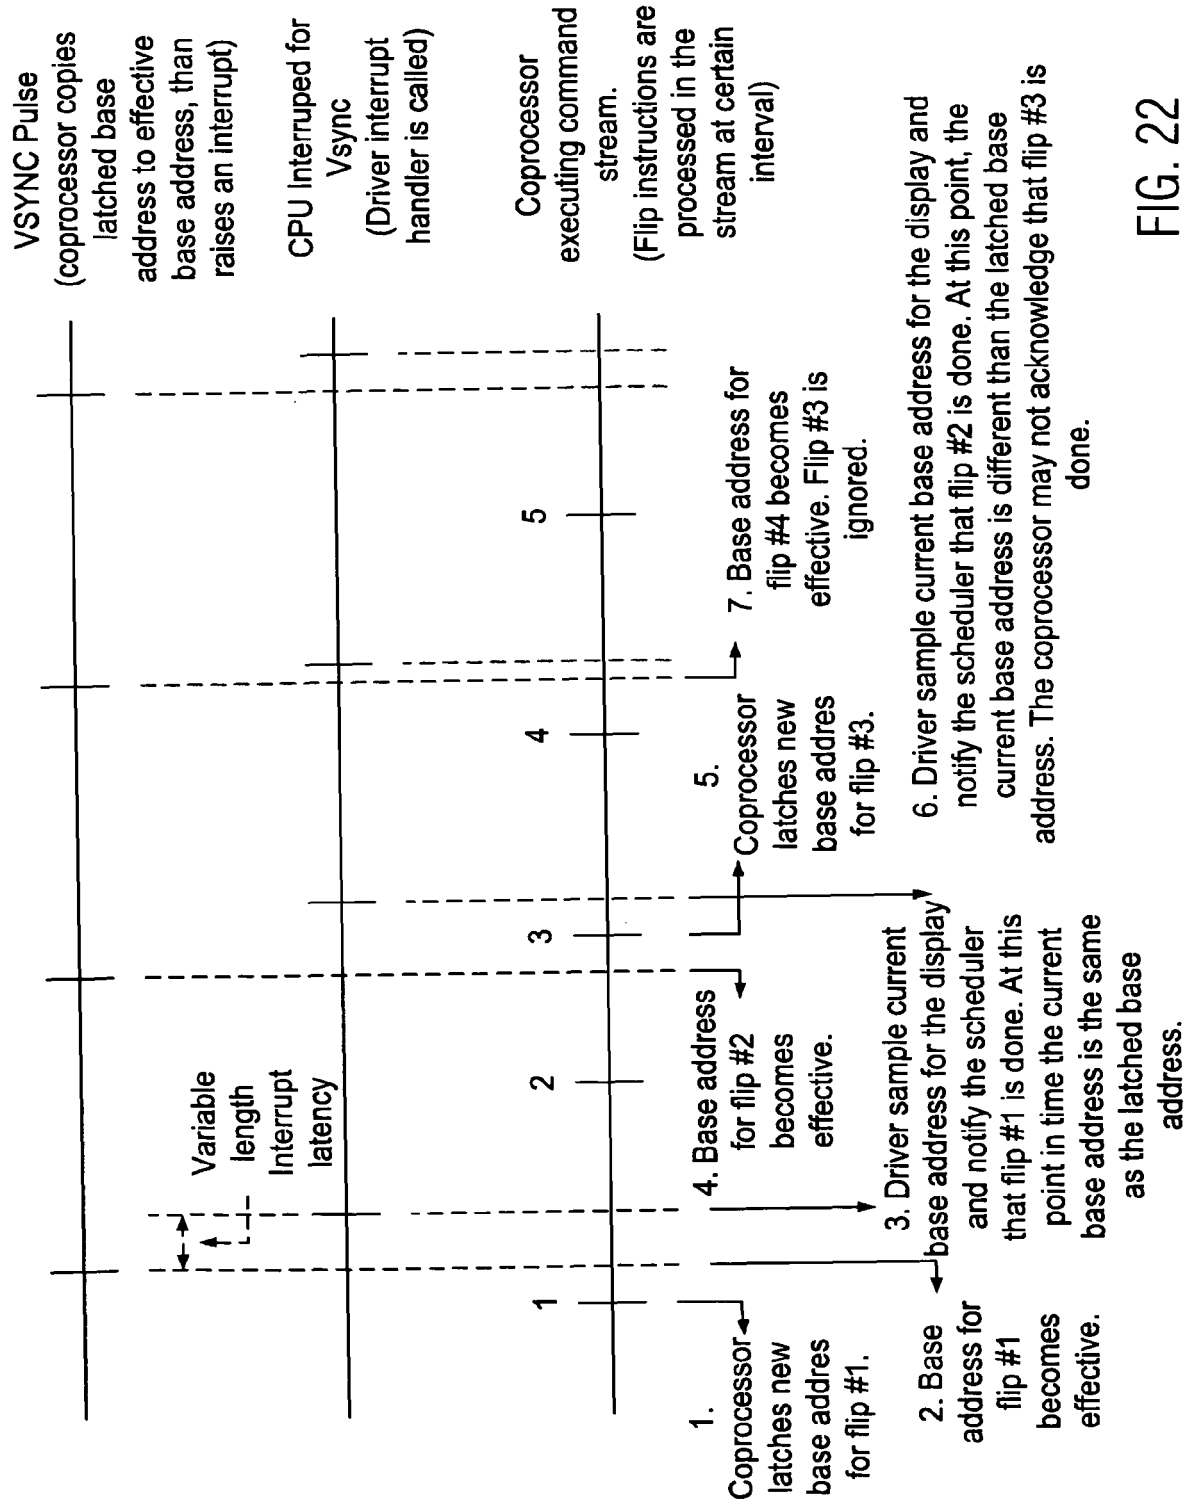 VSYNC Pulse
(coprocessor copies
latched base
address to effective
base address, than
raises an interrupt)
CPU Interruped for
Vsync
(Driver interrupt
handler is called)
Coprocessor
executing command
stream.
(Flip instructions are
processed in the
stream at certain
interval)
Variable
length
Interrupt
latency
1
2
3
4
5
1.
Coprocessor
latches new
base addres
for flip #1.
2. Base
address for
flip #1
becomes
effective.
3. Driver sample current
base address for the display
and notify the scheduler
that flip #1 is done. At this
point in time the current
base address is the same
as the latched base
address.
4. Base address
for flip #2
becomes
effective.
5.
Coprocessor
latches new
base addres
for flip #3.
6. Driver sample current base address for the display and
notify the scheduler that flip #2 is done. At this point, the
current base address is different than the latched base
address. The coprocessor may not acknowledge that flip #3 is
done.
7. Base address for
flip #4 becomes
effective. Flip #3 is
ignored.
FIG. 22